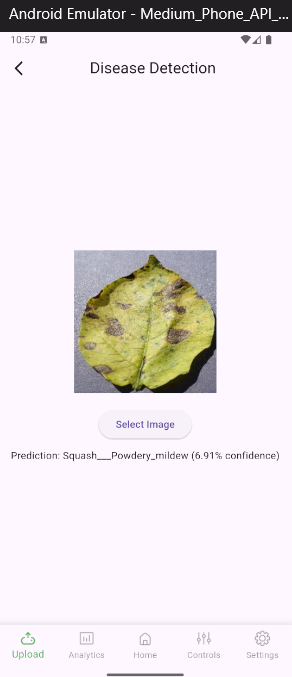 Android Emulator - Medium_Phone_API_...
10:57
Disease Detection
Select Image
Prediction: Squash___Powdery_mildew (6.91% confidence)
Upload
Analytics
Home
Controls
Settings